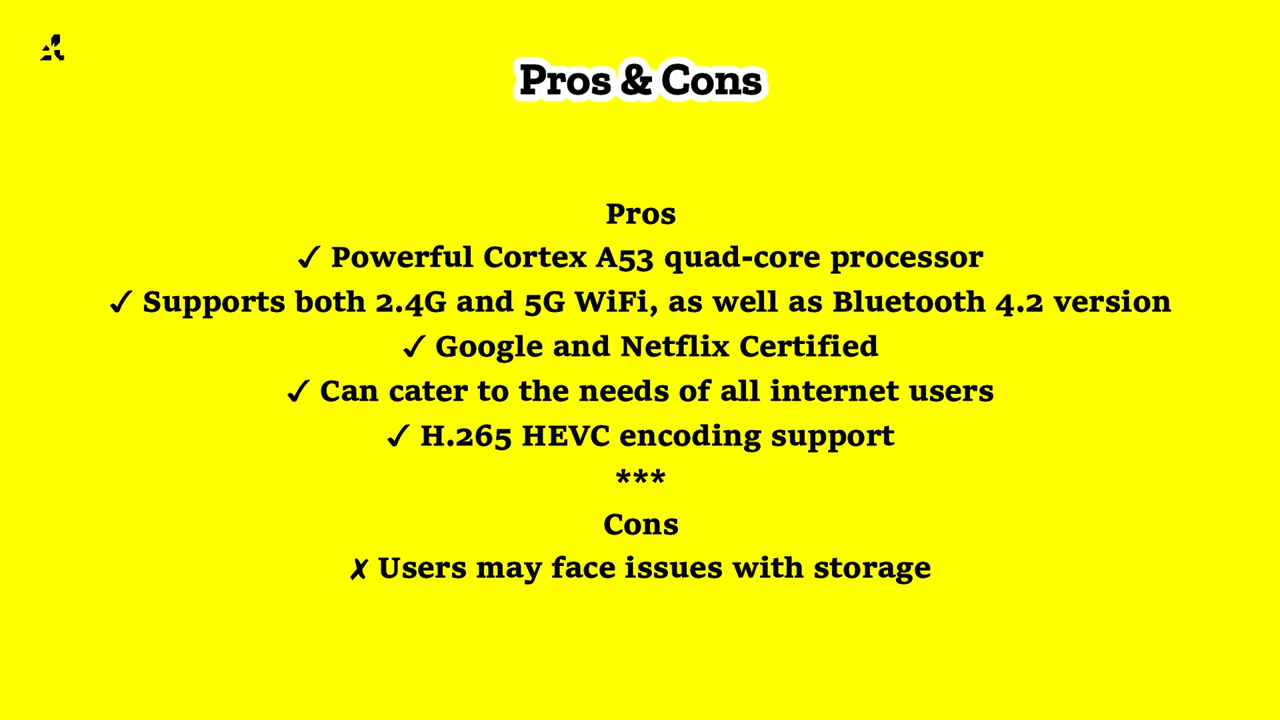 Pros & Cons
Pros
✓ Powerful Cortex A53 quad-core processor
✓ Supports both 2.4G and 5G WiFi, as well as Bluetooth 4.2 version
✓ Google and Netflix Certified
✓ Can cater to the needs of all internet users
✓ H.265 HEVC encoding support
***
Cons
✗ Users may face issues with storage